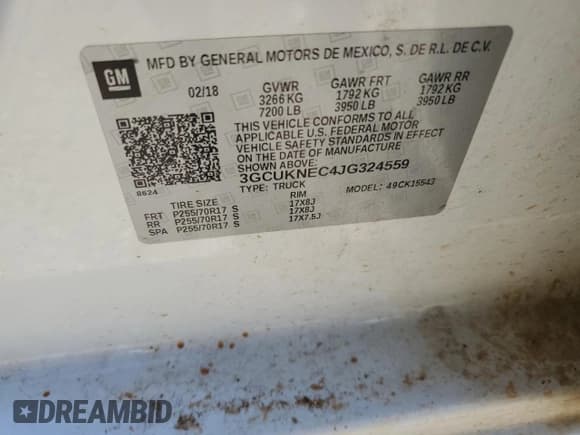 GM
MFD BY GENERAL MOTORS DE MEXICO, S. DE R.L. DE C.V.
02/18 GVWR GAWR FRT GAWR RR
3266 KG 1792 KG 1792 KG
7200 LB 3950 LB 3950 LB
THIS VEHICLE CONFORMS TO ALL
APPLICABLE U.S. FEDERAL MOTOR
VEHICLE SAFETY STANDARDS IN EFFECT
ON THE DATE OF MANUFACTURE
SHOWN ABOVE:
3GCUKNEC4JG324559
8624 TYPE: TRUCK MODEL: 49CK15543
TIRE SIZE RIM
FRT P255/70R17 S 17X8J
RR P255/70R17 S 17X8J
SPA P255/70R17 S 17X7.5J
DREAMBID